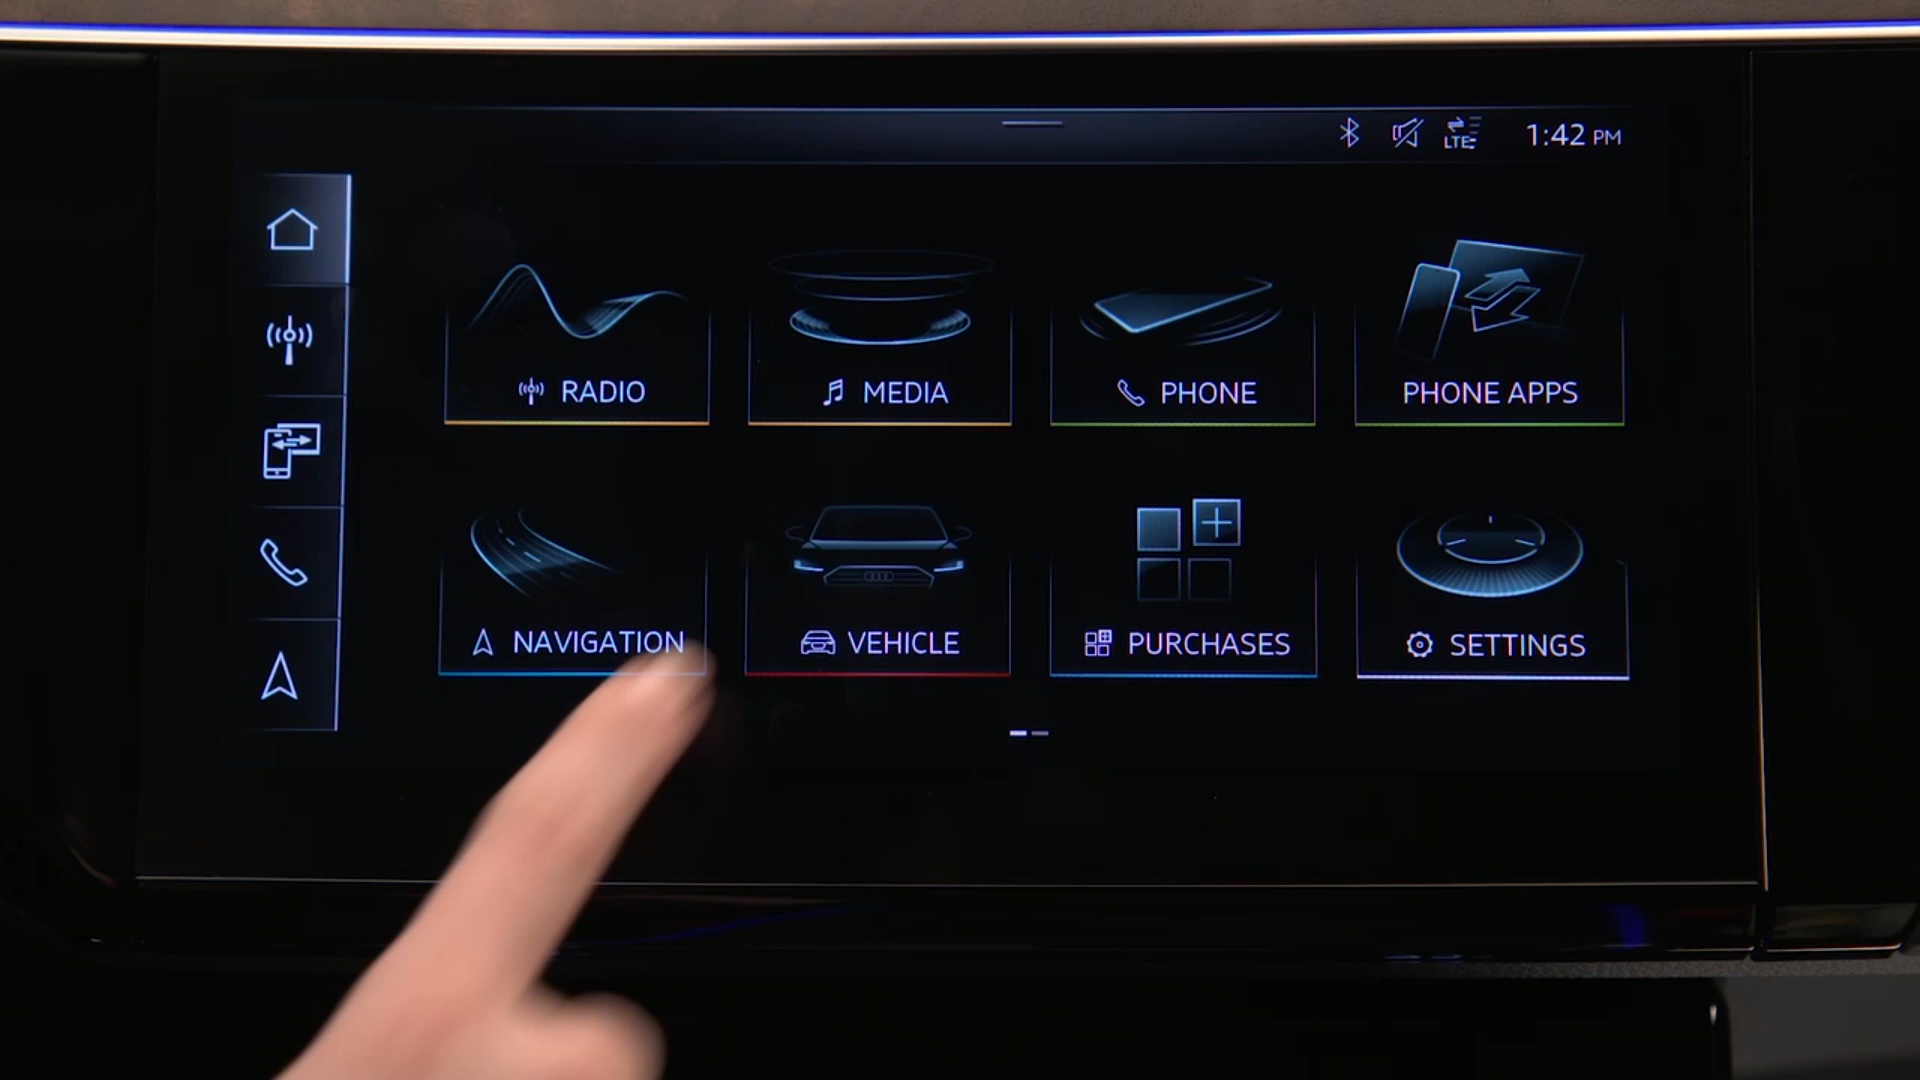 LTE 1:42 PM
RADIO MEDIA PHONE PHONE APPS
NAVIGATION VEHICLE PURCHASES SETTINGS